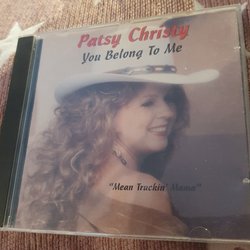 Patsy Christy
You Belong To Me
"Mean Truckin' Mama"